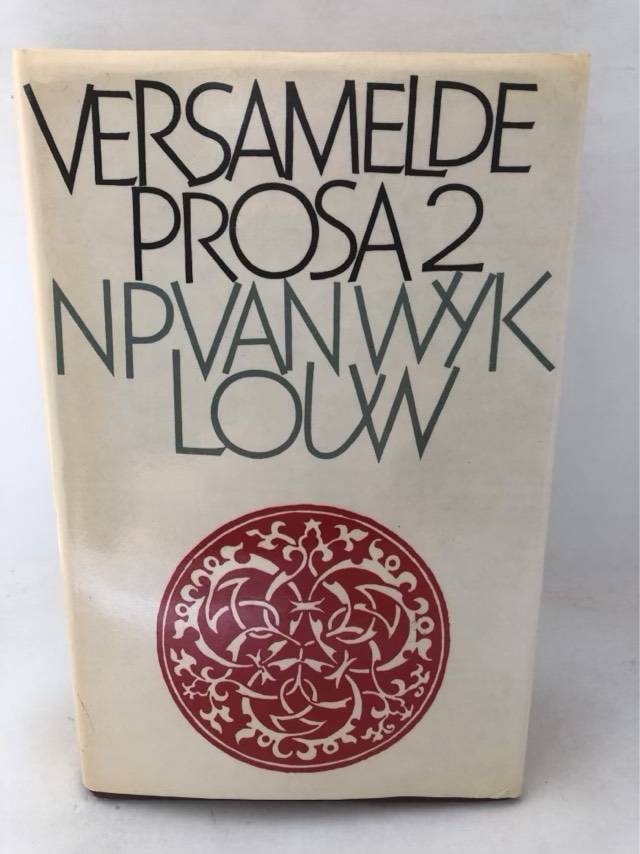 VERSAMELDE
PROSA 2
N P VAN WYK
LOUW